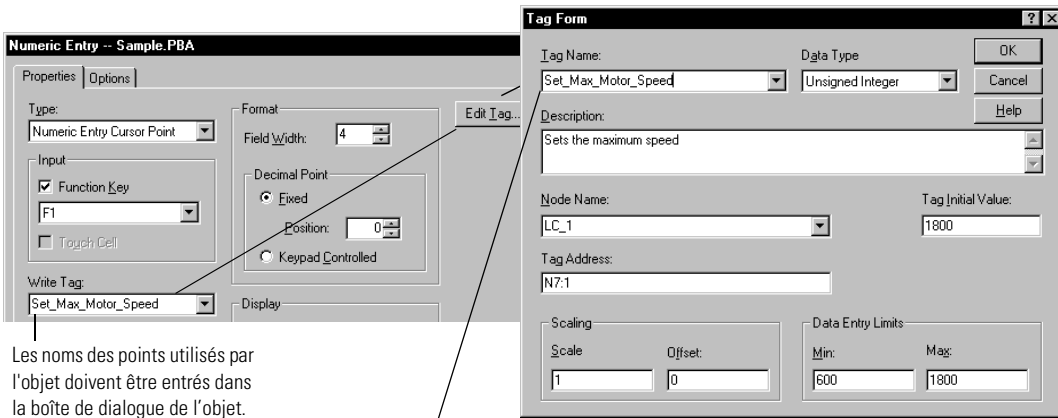 Numeric Entry -- Sample.PBA
Properties
Options
Type:
Numeric Entry Cursor Point
Input
Function Key
F1
Touch Cell
Write Tag:
Set_Max_Motor_Speed
Format
Field Width:
4
Decimal Point
Fixed
Position:
0
Keypad Controlled
Display
Edit Tag...
Les noms des points utilisés par
l'objet doivent être entrés dans
la boîte de dialogue de l'objet.
Tag Form
Tag Name:
Set_Max_Motor_Speed
Data Type
Unsigned Integer
OK
Cancel
Help
Description:
Sets the maximum speed
Node Name:
LC_1
Tag Initial Value:
1800
Tag Address:
N7:1
Scaling
Scale
Offset:
1
0
Data Entry Limits
Min:
Max:
600
1800